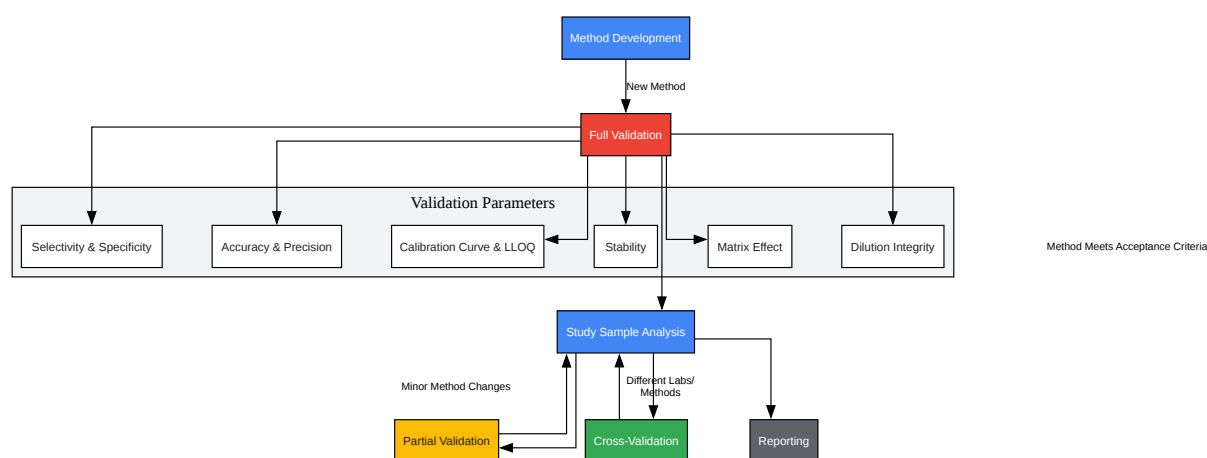 Method Development
New Method
Full Validation
Validation Parameters
Selectivity & Specificity
Accuracy & Precision
Calibration Curve & LLOQ
Stability
Matrix Effect
Dilution Integrity
Method Meets Acceptance Criteria
Study Sample Analysis
Minor Method Changes
Different Labs/
Methods
Partial Validation
Cross-Validation
Reporting